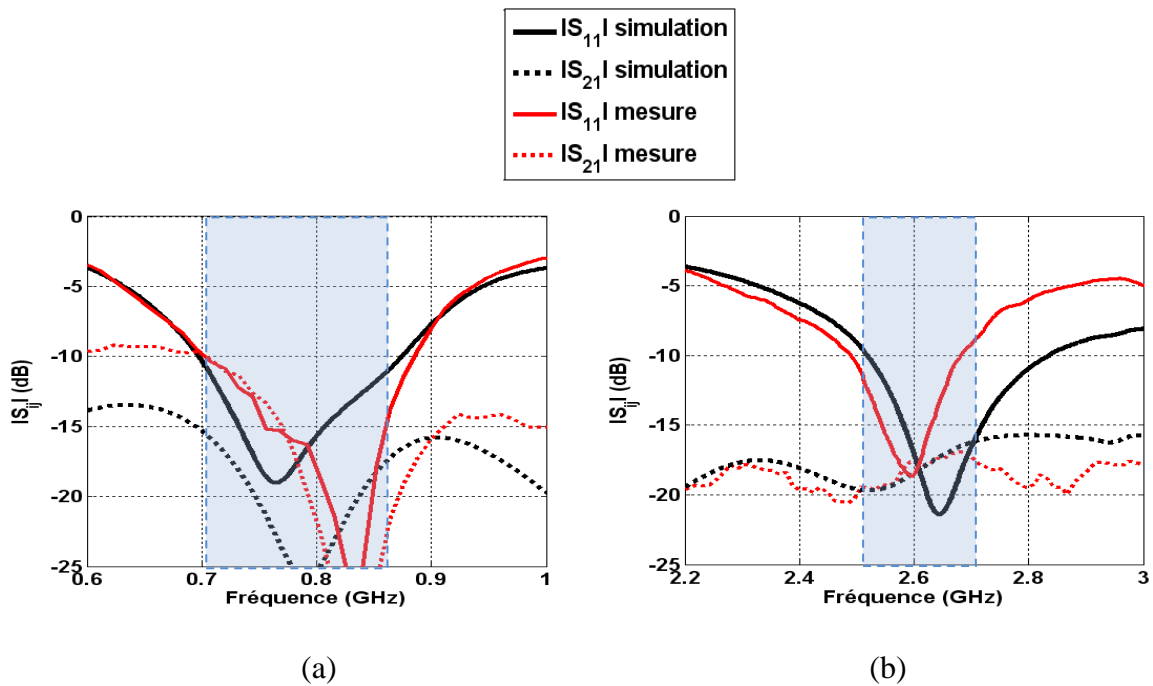 |S11| simulation
|S21| simulation
|S11| mesure
|S21| mesure
0
-5
-10
-15
-20
-25
|Sij| (dB)
0.6 0.7 0.8 0.9 1
Fréquence (GHz)
0
-5
-10
-15
-20
-25
|Sij| (dB)
2.2 2.4 2.6 2.8 3
Fréquence (GHz)
(a)
(b)